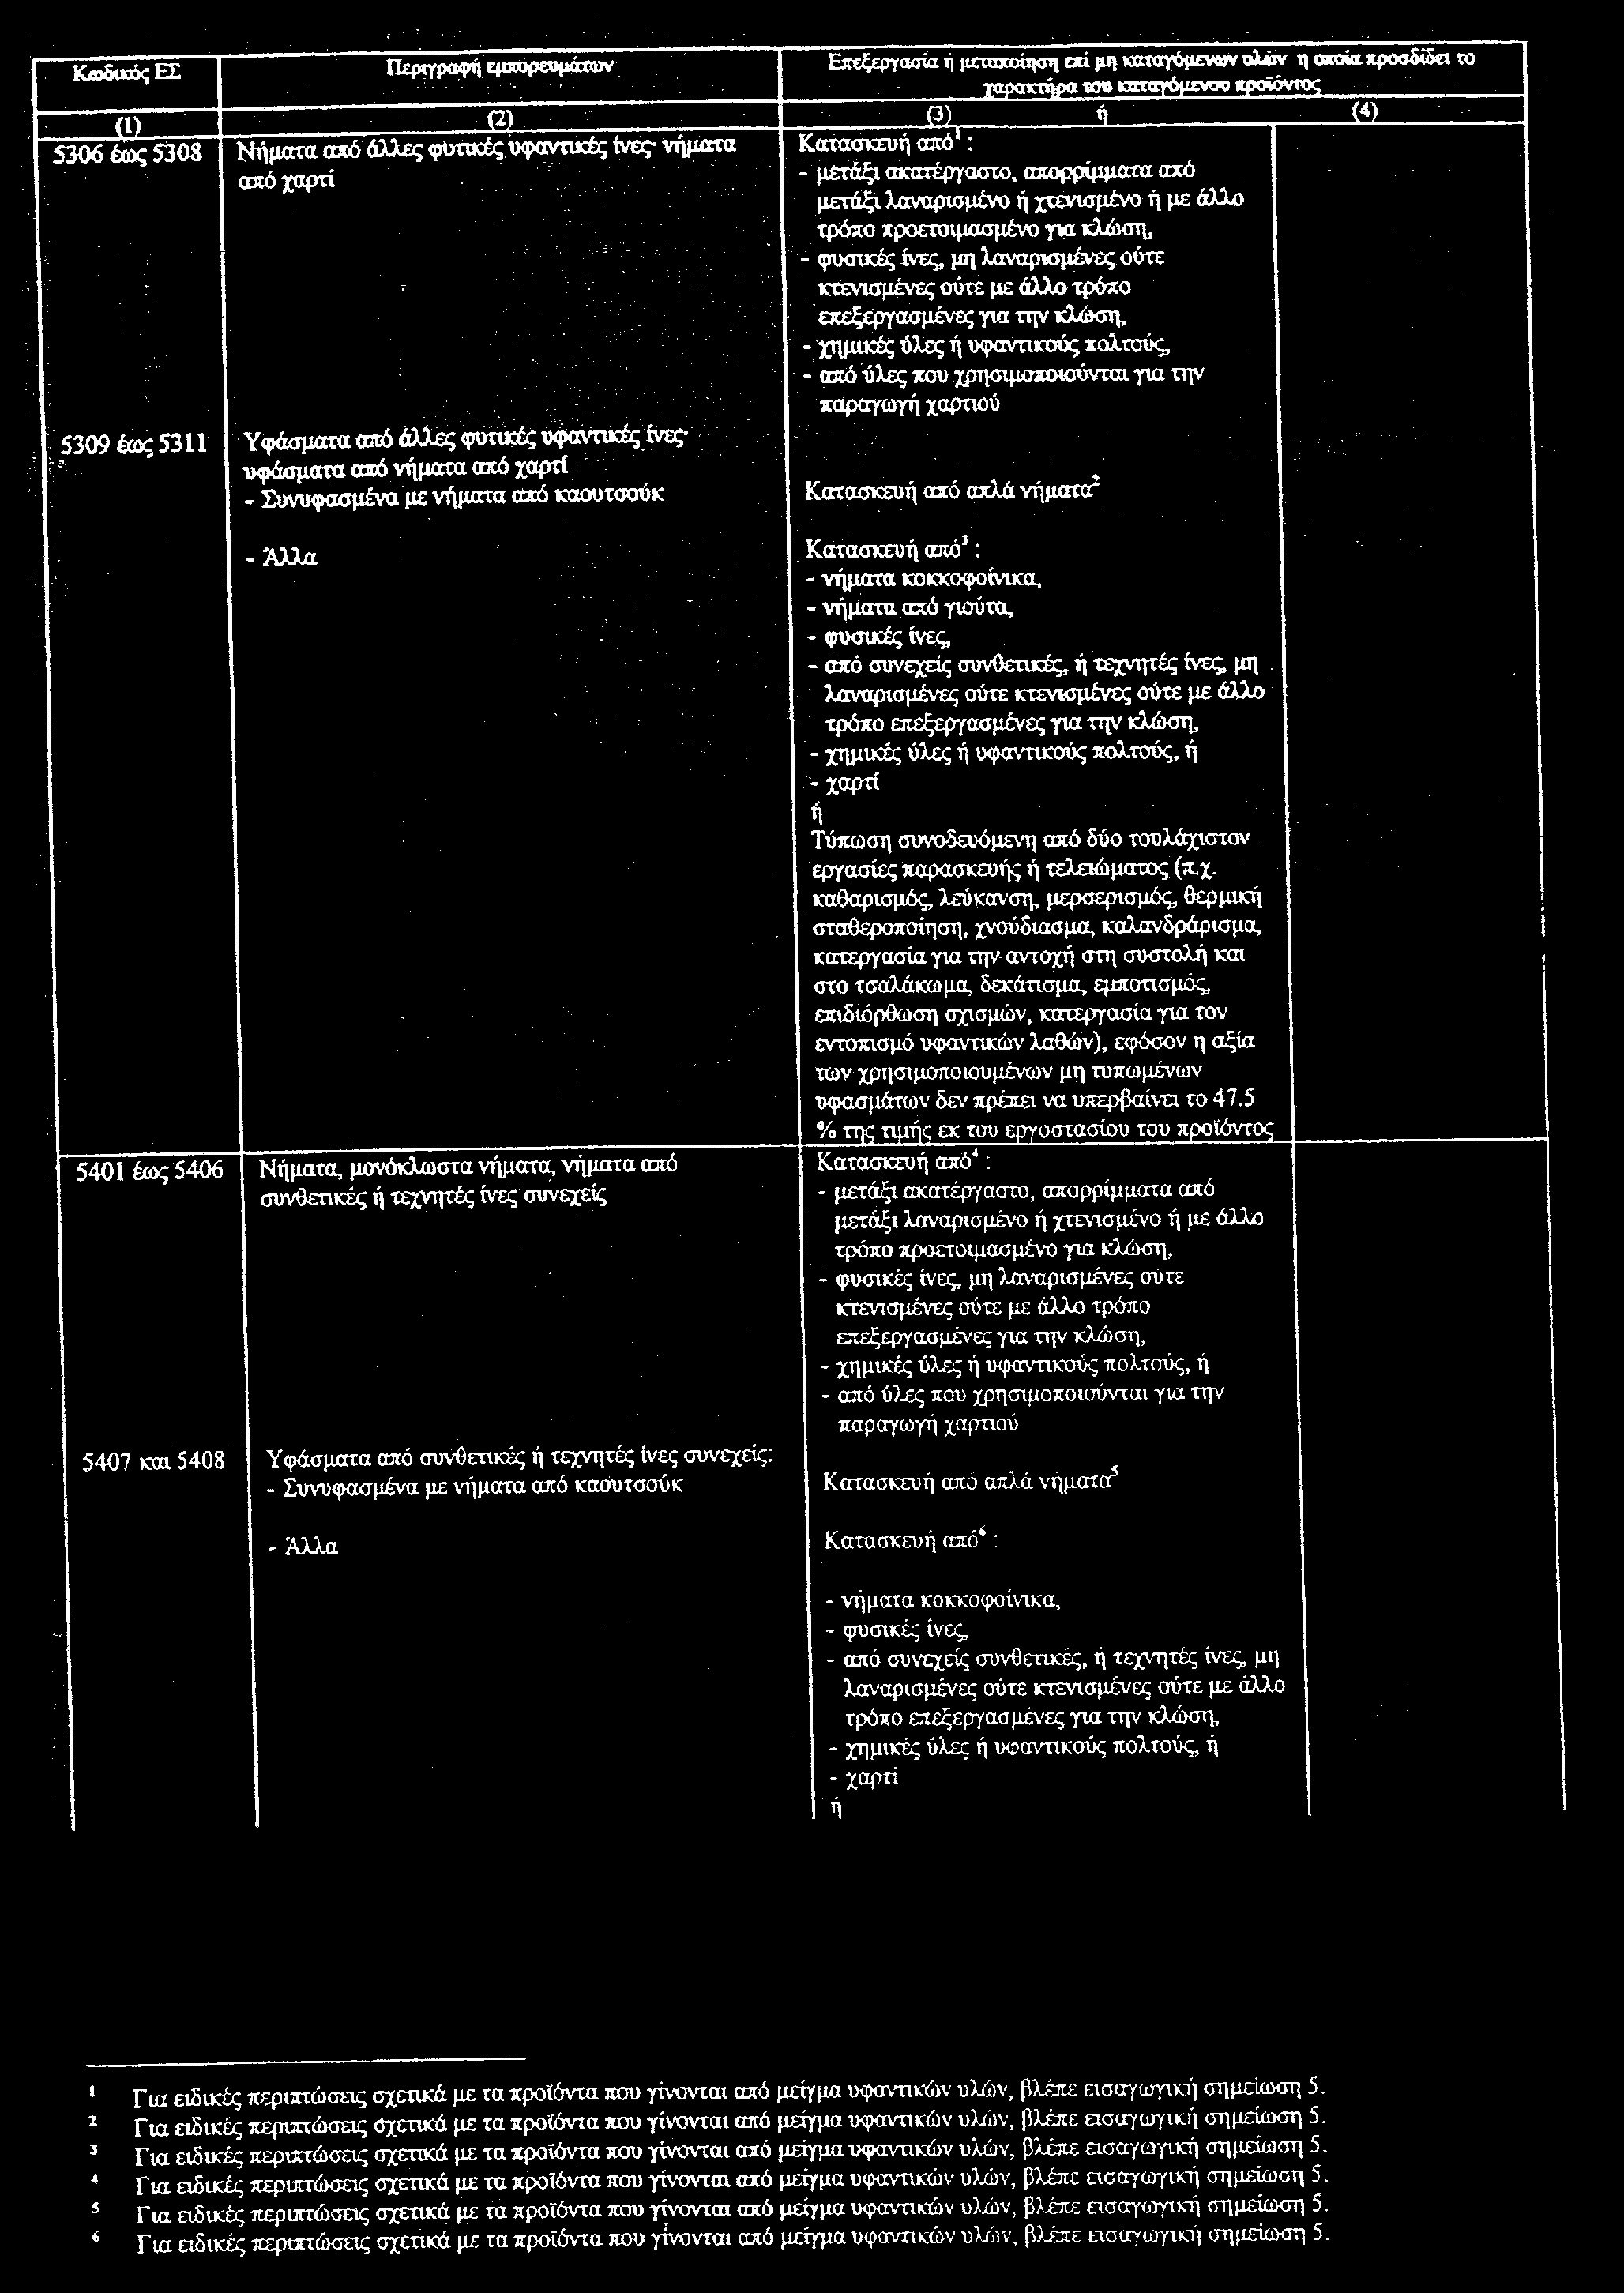 Κωδικός ΕΣ
Περιγραφή εμπορευμάτων
Επεξεργασία ή μεταποίηση επί μη καταγόμενων υλών η οποία προσδίδει το
χαρακτήρα του καταγόμενου προϊόντος
(1)
(2)
(3) ή (4)
5306 έως 5308
Νήματα από άλλες φυτικές υφαντικές ίνες· νήματα
από χαρτί
Κατασκευή από¹ :
- μετάξι ακατέργαστο, απορρίμματα από
μετάξι λαναρισμένο ή χτενισμένο ή με άλλο
τρόπο προετοιμασμένο για κλώση,
- φυσικές ίνες, μη λαναρισμένες ούτε
κτενισμένες ούτε με άλλο τρόπο
επεξεργασμένες για την κλώση,
- χημικές ύλες ή υφαντικούς πολτούς,
- από ύλες που χρησιμοποιούνται για την
παραγωγή χαρτιού
5309 έως 5311
Υφάσματα από άλλες φυτικές υφαντικές ίνες·
υφάσματα από νήματα από χαρτί
- Συνυφασμένα με νήματα από καουτσούκ
Κατασκευή από απλά νήματα²
- Άλλα
Κατασκευή από³ :
- νήματα κοκκοφοίνικα,
- νήματα από γιούτα,
- φυσικές ίνες,
- από συνεχείς συνθετικές, ή τεχνητές ίνες, μη
λαναρισμένες ούτε κτενισμένες ούτε με άλλο
τρόπο επεξεργασμένες για την κλώση,
- χημικές ύλες ή υφαντικούς πολτούς, ή
- χαρτί
ή
Τύπωση συνοδευόμενη από δύο τουλάχιστον
εργασίες παρασκευής ή τελειώματος (π.χ.
καθαρισμός, λεύκανση, μερσερισμός, θερμική
σταθεροποίηση, χνούδιασμα, καλανδράρισμα,
κατεργασία για την αντοχή στη συστολή και
στο τσαλάκωμα, δεκάτισμα, εμποτισμός,
επιδιόρθωση σχισμών, κατεργασία για τον
εντοπισμό υφαντικών λαθών), εφόσον η αξία
των χρησιμοποιουμένων μη τυπωμένων
υφασμάτων δεν πρέπει να υπερβαίνει το 47.5
% της τιμής εκ του εργοστασίου του προϊόντος
5401 έως 5406
Νήματα, μονόκλωστα νήματα, νήματα από
συνθετικές ή τεχνητές ίνες συνεχείς
Κατασκευή από⁴ :
- μετάξι ακατέργαστο, απορρίμματα από
μετάξι λαναρισμένο ή χτενισμένο ή με άλλο
τρόπο προετοιμασμένο για κλώση,
- φυσικές ίνες, μη λαναρισμένες ούτε
κτενισμένες ούτε με άλλο τρόπο
επεξεργασμένες για την κλώση,
- χημικές ύλες ή υφαντικούς πολτούς, ή
- από ύλες που χρησιμοποιούνται για την
παραγωγή χαρτιού
5407 και 5408
Υφάσματα από συνθετικές ή τεχνητές ίνες συνεχείς:
- Συνυφασμένα με νήματα από καουτσούκ
Κατασκευή από απλά νήματα⁵
- Άλλα
Κατασκευή από⁶ :
- νήματα κοκκοφοίνικα,
- φυσικές ίνες,
- από συνεχείς συνθετικές, ή τεχνητές ίνες, μη
λαναρισμένες ούτε κτενισμένες ούτε με άλλο
τρόπο επεξεργασμένες για την κλώση,
- χημικές ύλες ή υφαντικούς πολτούς, ή
- χαρτί
ή
¹ Για ειδικές περιπτώσεις σχετικά με τα προϊόντα που γίνονται από μείγμα υφαντικών υλών, βλέπε εισαγωγική σημείωση 5.
² Για ειδικές περιπτώσεις σχετικά με τα προϊόντα που γίνονται από μείγμα υφαντικών υλών, βλέπε εισαγωγική σημείωση 5.
³ Για ειδικές περιπτώσεις σχετικά με τα προϊόντα που γίνονται από μείγμα υφαντικών υλών, βλέπε εισαγωγική σημείωση 5.
⁴ Για ειδικές περιπτώσεις σχετικά με τα προϊόντα που γίνονται από μείγμα υφαντικών υλών, βλέπε εισαγωγική σημείωση 5.
⁵ Για ειδικές περιπτώσεις σχετικά με τα προϊόντα που γίνονται από μείγμα υφαντικών υλών, βλέπε εισαγωγική σημείωση 5.
⁶ Για ειδικές περιπτώσεις σχετικά με τα προϊόντα που γίνονται από μείγμα υφαντικών υλών, βλέπε εισαγωγική σημείωση 5.